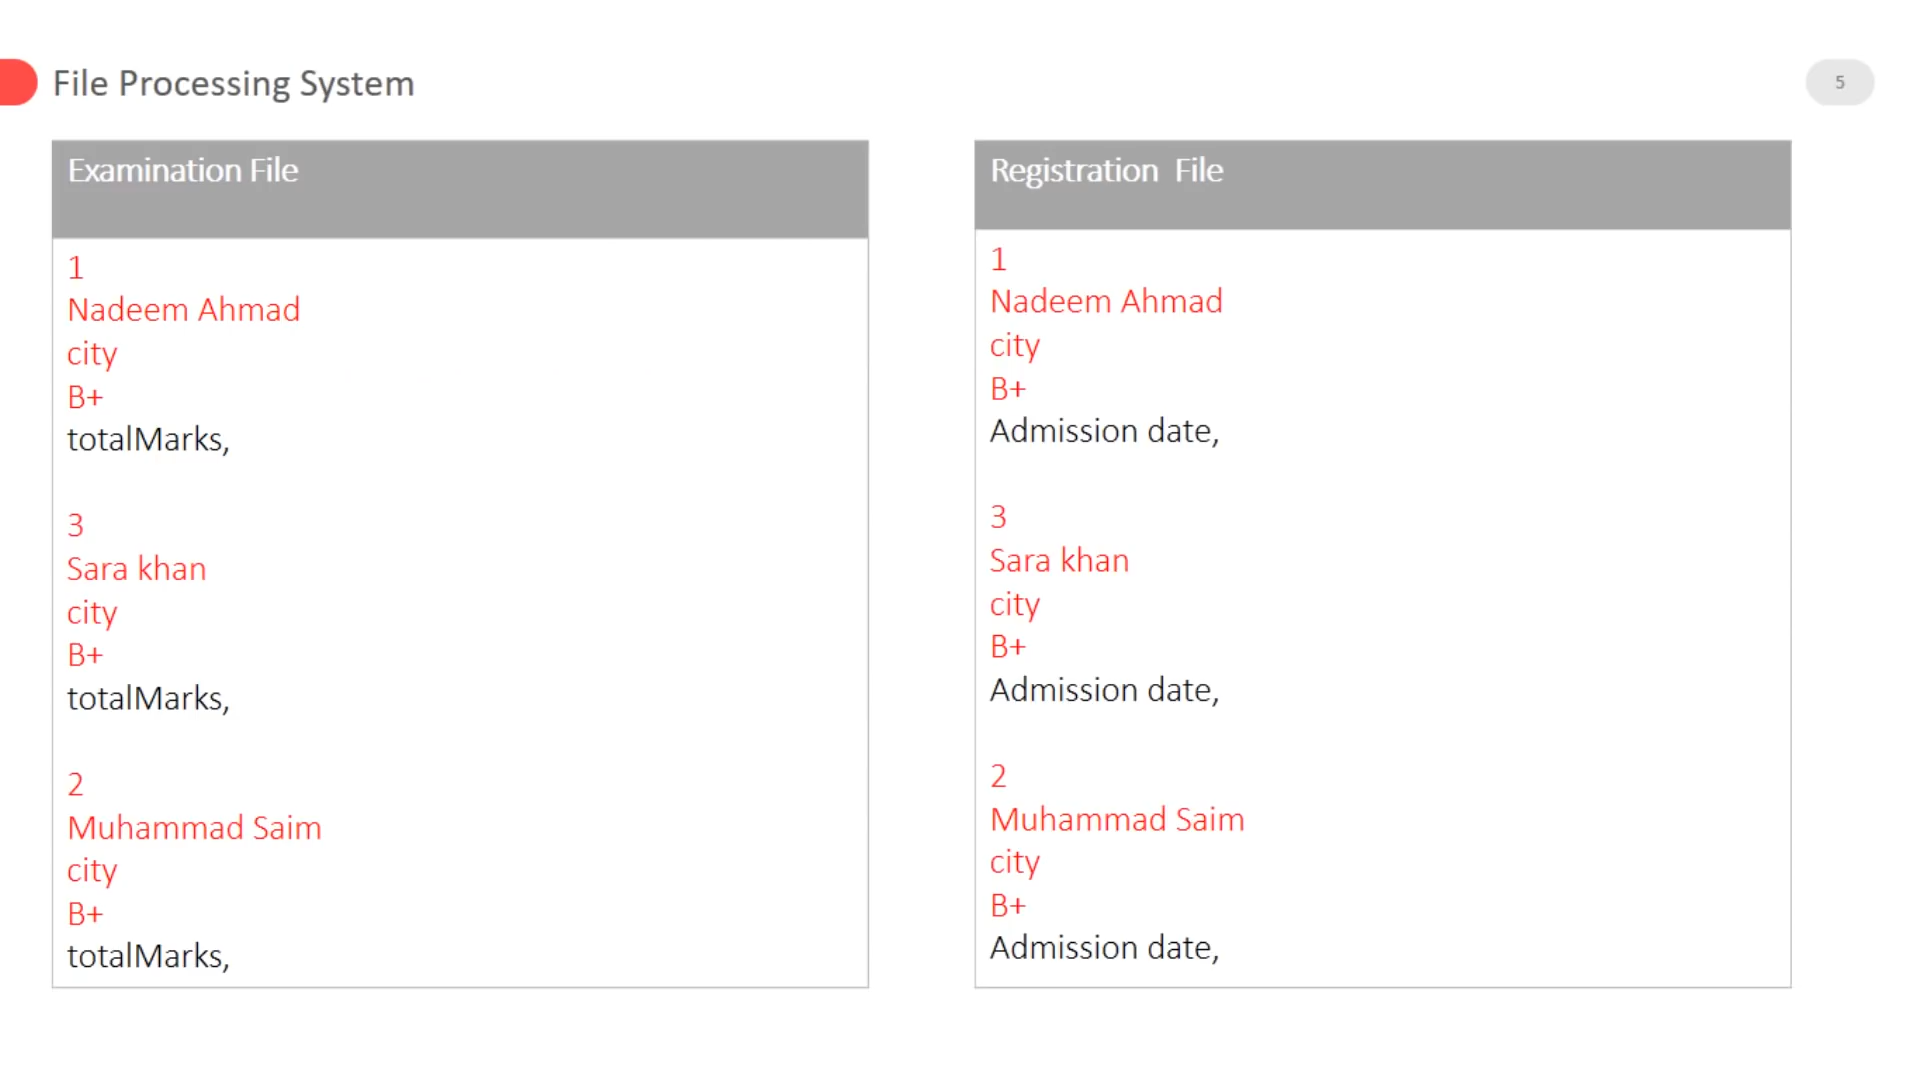 File Processing System
5
Examination File
1
Nadeem Ahmad
city
B+
totalMarks,
3
Sara khan
city
B+
totalMarks,
2
Muhammad Saim
city
B+
totalMarks,
Registration File
1
Nadeem Ahmad
city
B+
Admission date,
3
Sara khan
city
B+
Admission date,
2
Muhammad Saim
city
B+
Admission date,